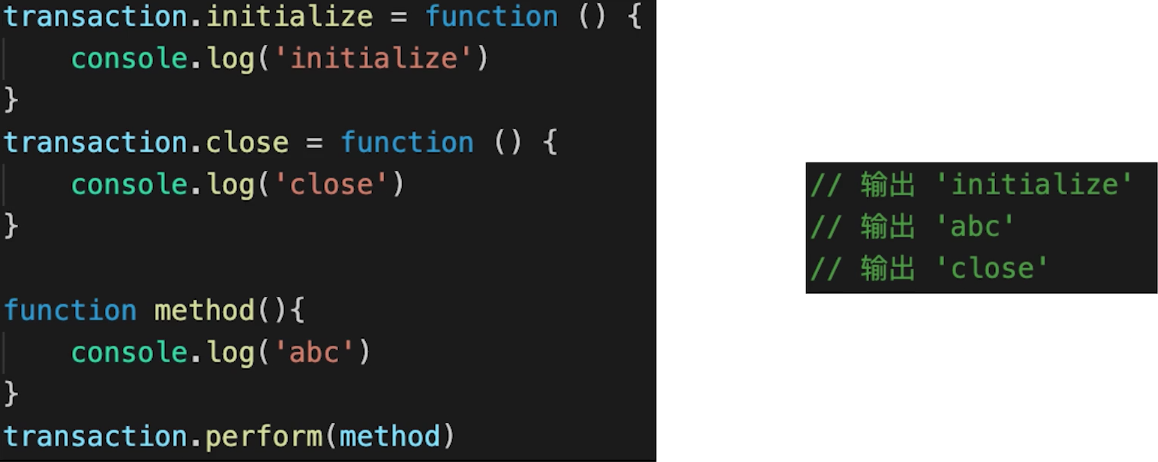 transaction.initialize = function () {
    console.log('initialize')
}
transaction.close = function () {
    console.log('close')
}

function method(){
    console.log('abc')
}
transaction.perform(method)
// 输出 'initialize'
// 输出 'abc'
// 输出 'close'